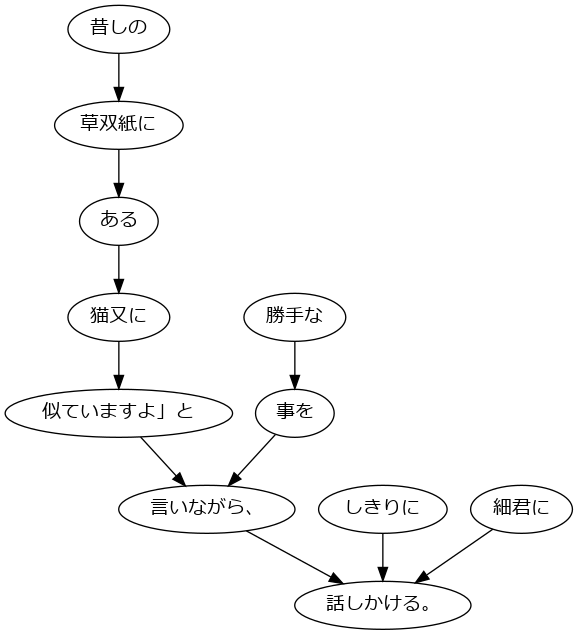 昔しの
草双紙に
ある
猫又に
勝手な
似ていますよ」と
事を
言いながら、
しきりに
細君に
話しかける。